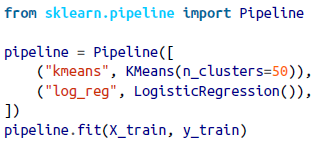 from sklearn.pipeline import Pipeline
pipeline = Pipeline([
    ("kmeans", KMeans(n_clusters=50)),
    ("log_reg", LogisticRegression()),
])
pipeline.fit(X_train, y_train)